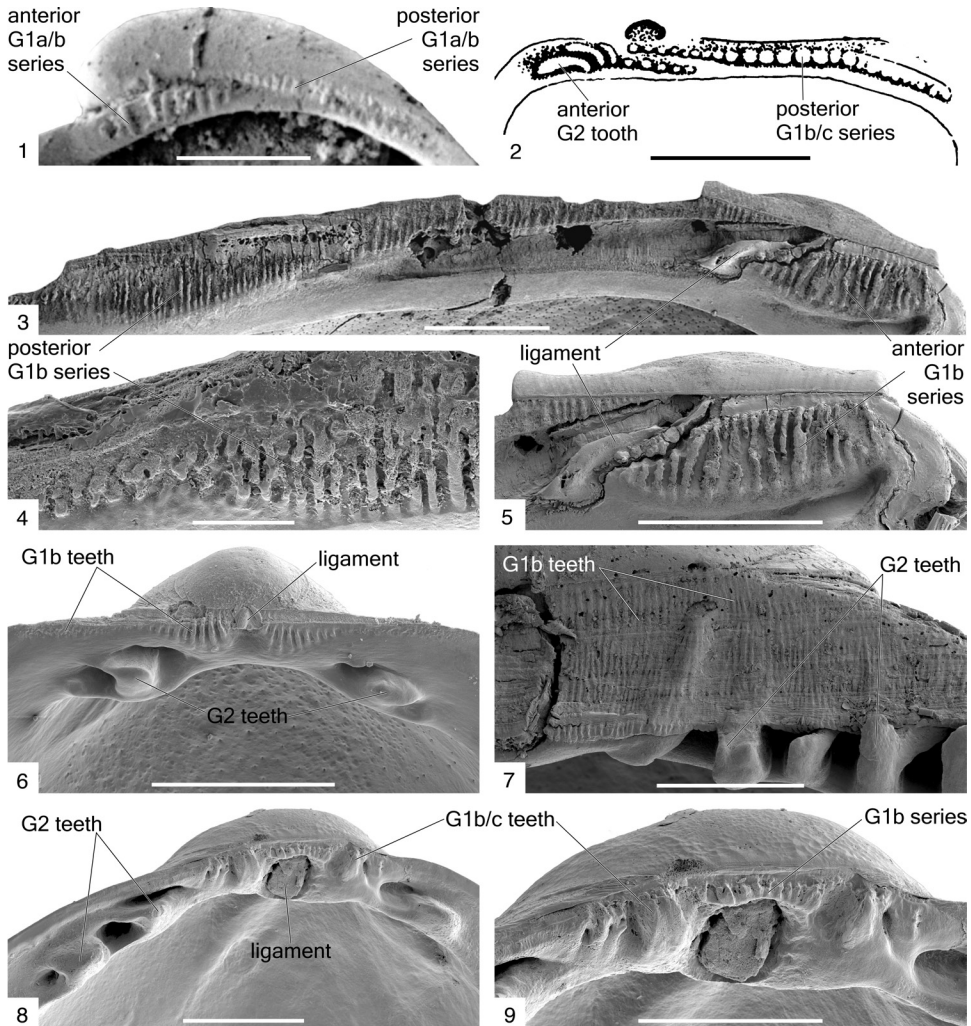 anterior
G1a/b
series
posterior
G1a/b
series
1
anterior
G2 tooth
posterior
G1b/c series
2
3
posterior
G1b series
ligament
anterior
G1b
series
4
5
G1b teeth
ligament
G2 teeth
6
G1b teeth
G2 teeth
7
G2 teeth
G1b/c teeth
ligament
8
G1b series
9